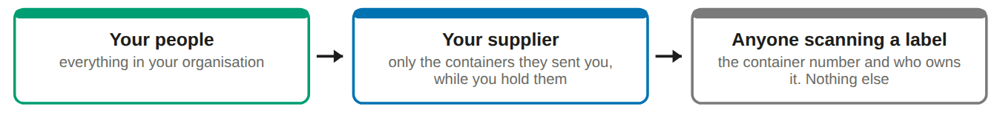 Your people
everything in your organisation
Your supplier
only the containers they sent you,
while you hold them
Anyone scanning a label
the container number and who owns
it. Nothing else